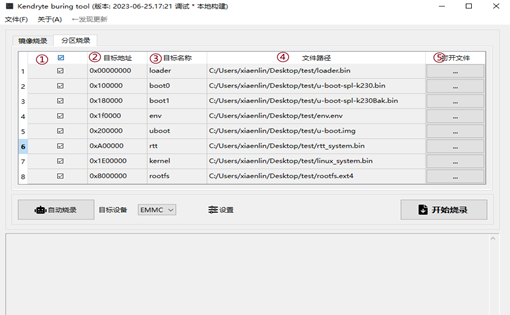 Kendryte buring tool (版本: 2023-06-25.17:21 调试 * 本地构建)
文件(F) 关于(A) ←发现更新
镜像烧录 分区烧录
① ② 目标地址 ③ 目标名称 ④ 文件路径 ⑤ 打开文件
1 0x00000000 loader C:/Users/xiaenlin/Desktop/test/loader.bin ...
2 0x100000 boot0 C:/Users/xiaenlin/Desktop/test/u-boot-spl-k230.bin ...
3 0x180000 boot1 C:/Users/xiaenlin/Desktop/test/u-boot-spl-k230Bak.bin ...
4 0x1f0000 env C:/Users/xiaenlin/Desktop/test/env.env ...
5 0x200000 uboot C:/Users/xiaenlin/Desktop/test/u-boot.img ...
6 0xA00000 rtt C:/Users/xiaenlin/Desktop/test/rtt_system.bin ...
7 0x1E00000 kernel C:/Users/xiaenlin/Desktop/test/linux_system.bin ...
8 0x8000000 rootfs C:/Users/xiaenlin/Desktop/test/rootfs.ext4 ...
自动烧录 目标设备 EMMC 设置 开始烧录